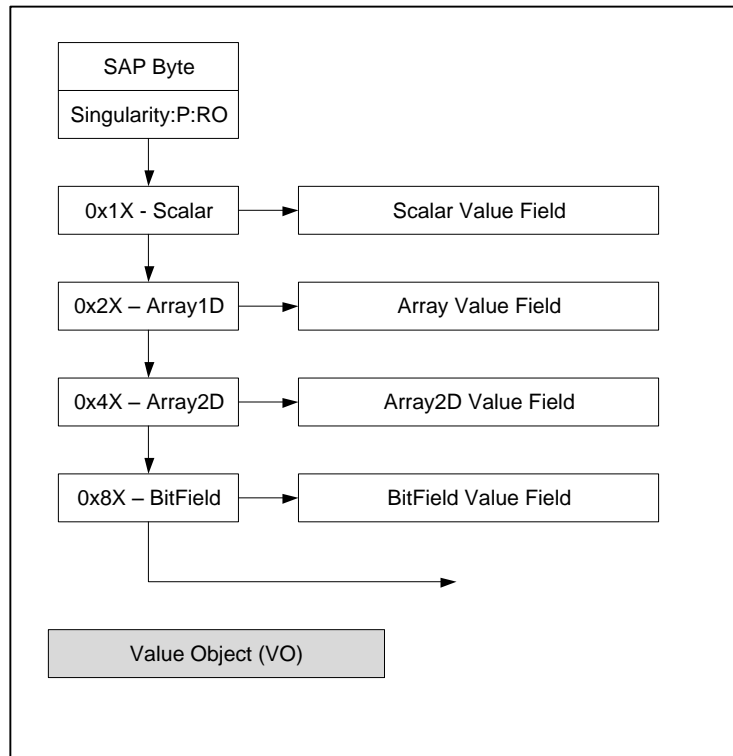 SAP Byte
Singularity:P:RO
0x1X - Scalar
Scalar Value Field
0x2X – Array1D
Array Value Field
0x4X – Array2D
Array2D Value Field
0x8X – BitField
BitField Value Field
Value Object (VO)